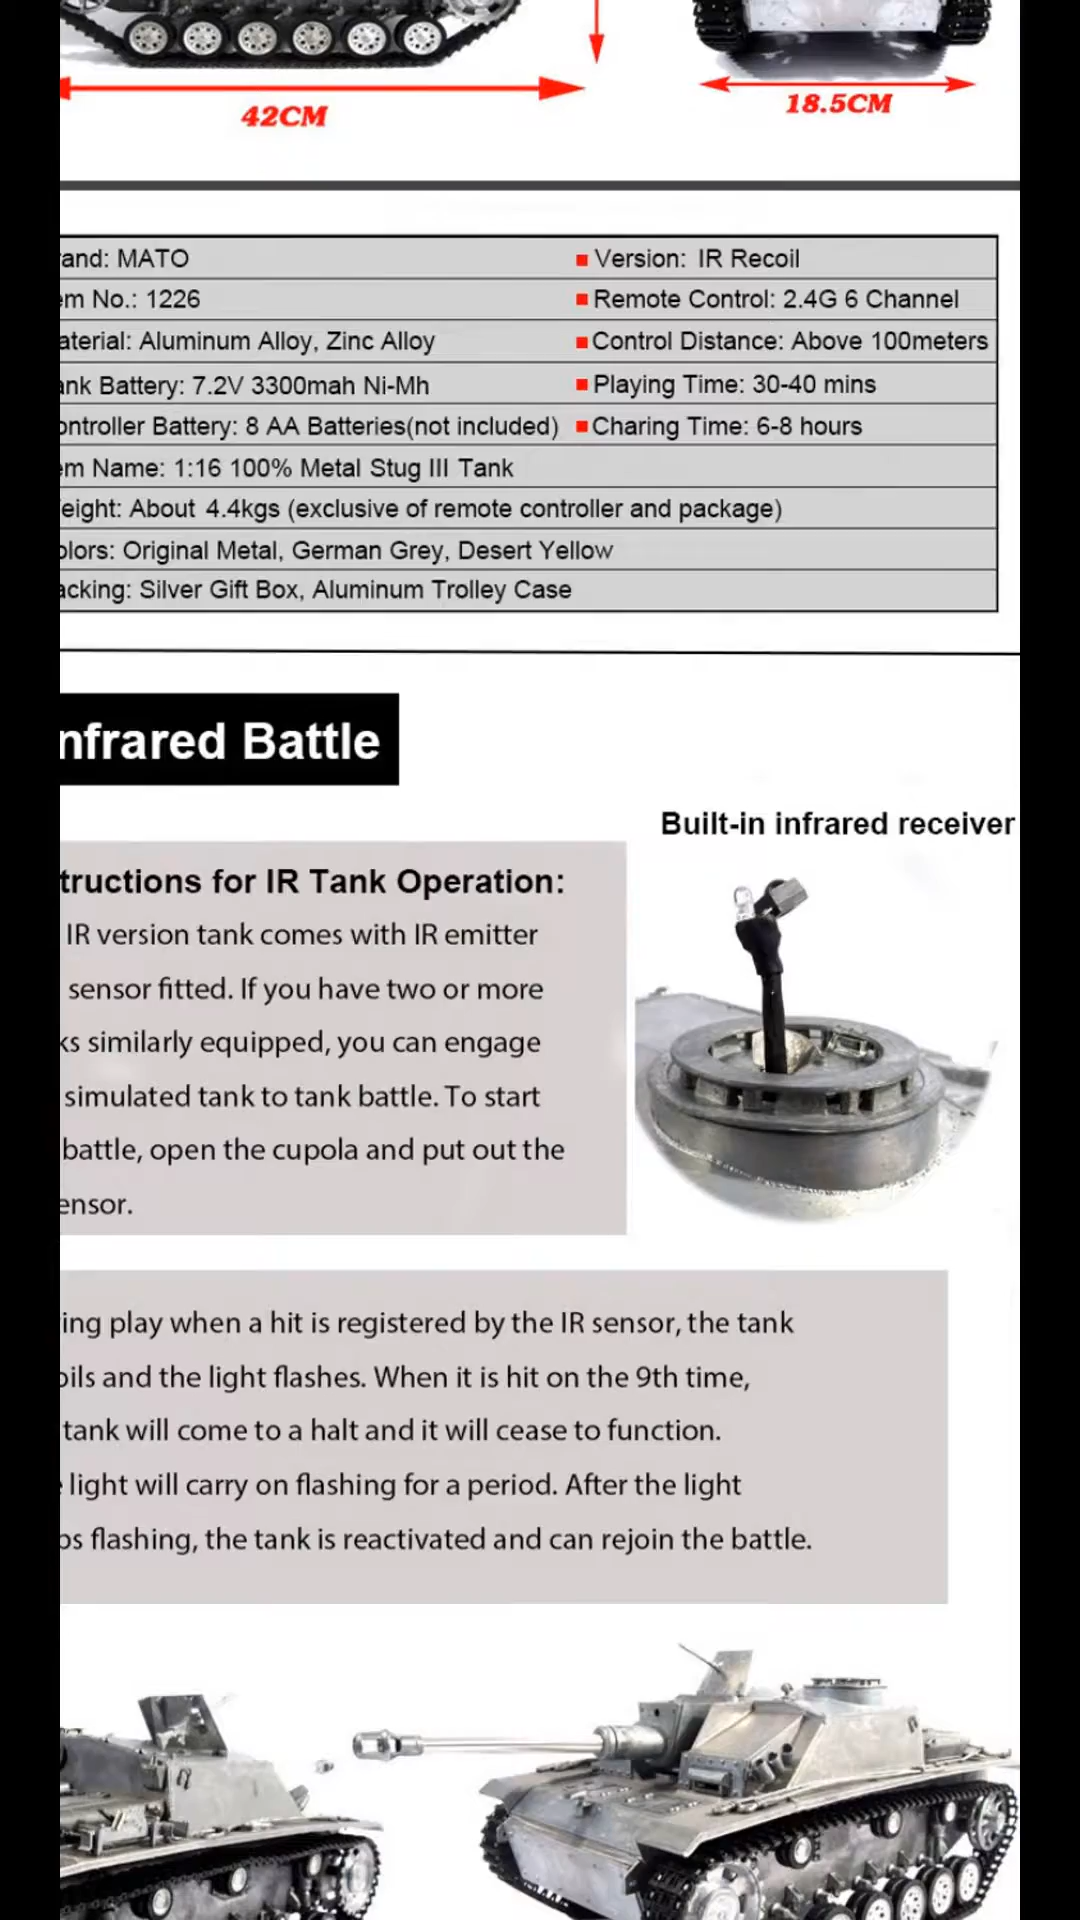 42CM
18.5CM
rand: MATO
Version: IR Recoil
em No.: 1226
Remote Control: 2.4G 6 Channel
aterial: Aluminum Alloy, Zinc Alloy
Control Distance: Above 100meters
ank Battery: 7.2V 3300mah Ni-Mh
Playing Time: 30-40 mins
ontroller Battery: 8 AA Batteries(not included)
Charing Time: 6-8 hours
em Name: 1:16 100% Metal Stug III Tank
eight: About 4.4kgs (exclusive of remote controller and package)
olors: Original Metal, German Grey, Desert Yellow
acking: Silver Gift Box, Aluminum Trolley Case
nfrared Battle
Built-in infrared receiver
tructions for IR Tank Operation:
IR version tank comes with IR emitter
sensor fitted. If you have two or more
ks similarly equipped, you can engage
simulated tank to tank battle. To start
battle, open the cupola and put out the
ensor.
ing play when a hit is registered by the IR sensor, the tank
oils and the light flashes. When it is hit on the 9th time,
tank will come to a halt and it will cease to function.
e light will carry on flashing for a period. After the light
ps flashing, the tank is reactivated and can rejoin the battle.